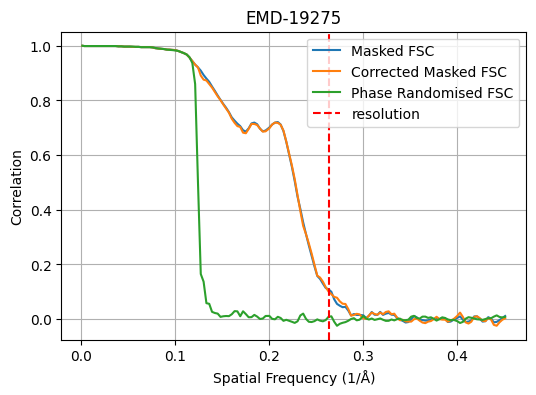 EMD-19275
Masked FSC
Corrected Masked FSC
Phase Randomised FSC
resolution
Correlation
1.0
0.8
0.6
0.4
0.2
0.0
0.0 0.1 0.2 0.3 0.4
Spatial Frequency (1/Å)